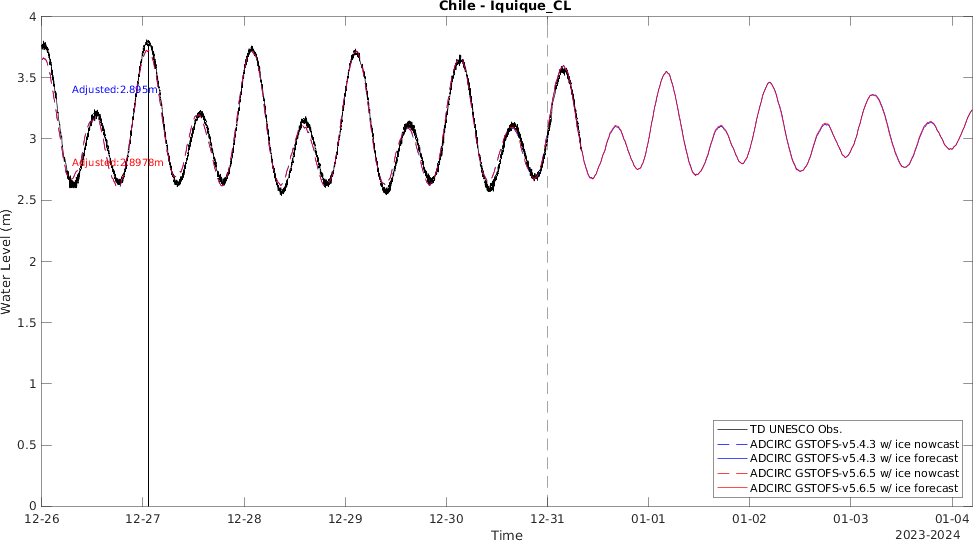 Chile - Iquique_CL
4
3.5
3
2.5
2
1.5
1
0.5
0
Water Level (m)
Adjusted:2.895m
Adjusted:2.8978m
TD UNESCO Obs.
ADCIRC GSTOFS-v5.4.3 w/ ice nowcast
ADCIRC GSTOFS-v5.4.3 w/ ice forecast
ADCIRC GSTOFS-v5.6.5 w/ ice nowcast
ADCIRC GSTOFS-v5.6.5 w/ ice forecast
12-26 12-27 12-28 12-29 12-30 12-31 01-01 01-02 01-03 01-04
Time
2023-2024